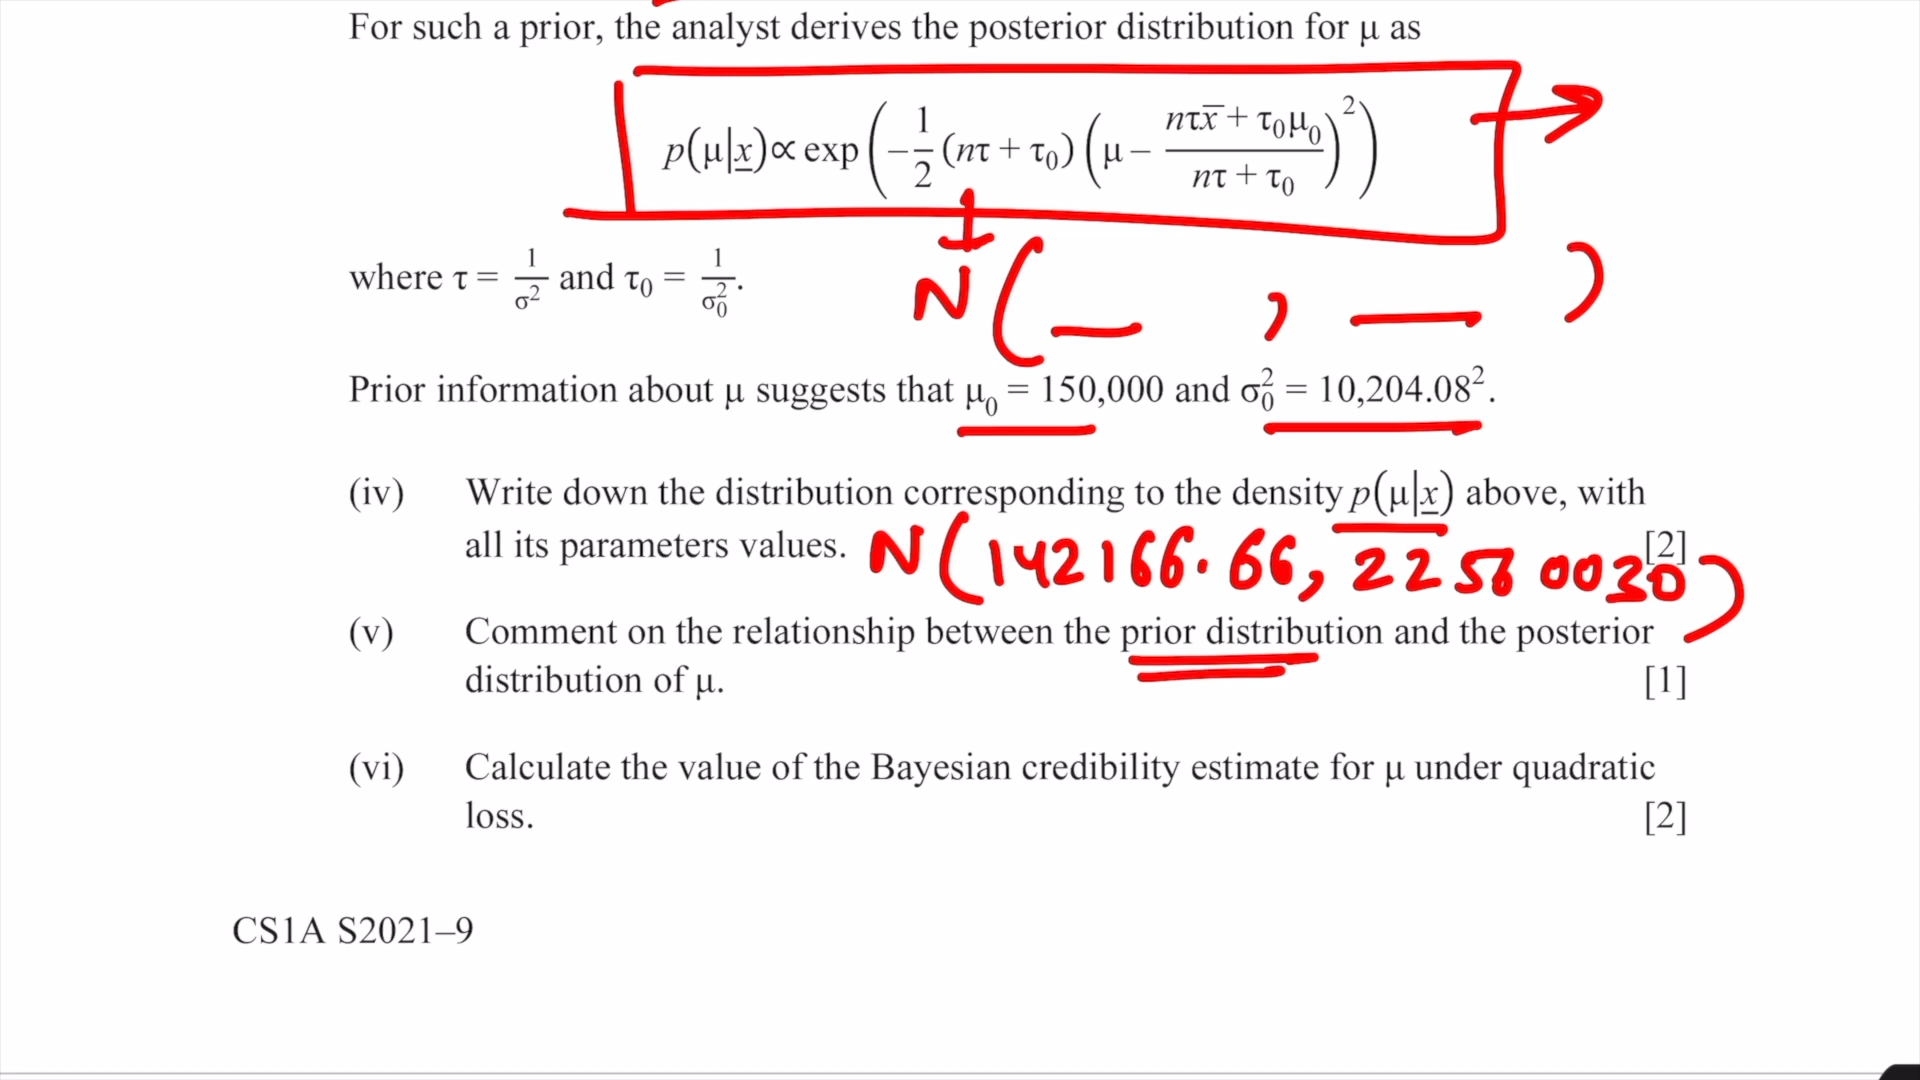 For such a prior, the analyst derives the posterior distribution for μ as
p(μ|x) ∝ exp(−1/2 (nτ + τ₀) (μ − (nτx̅ + τ₀μ₀)/(nτ + τ₀))²)
where τ = 1/σ² and τ₀ = 1/σ₀².
N ( _ , _ )
Prior information about μ suggests that μ₀ = 150,000 and σ₀² = 10,204.08².
(iv) Write down the distribution corresponding to the density p(μ|x) above, with
all its parameters values. [2]
N(142166.66, 22560030)
(v) Comment on the relationship between the prior distribution and the posterior
distribution of μ. [1]
(vi) Calculate the value of the Bayesian credibility estimate for μ under quadratic
loss. [2]
CS1A S2021–9